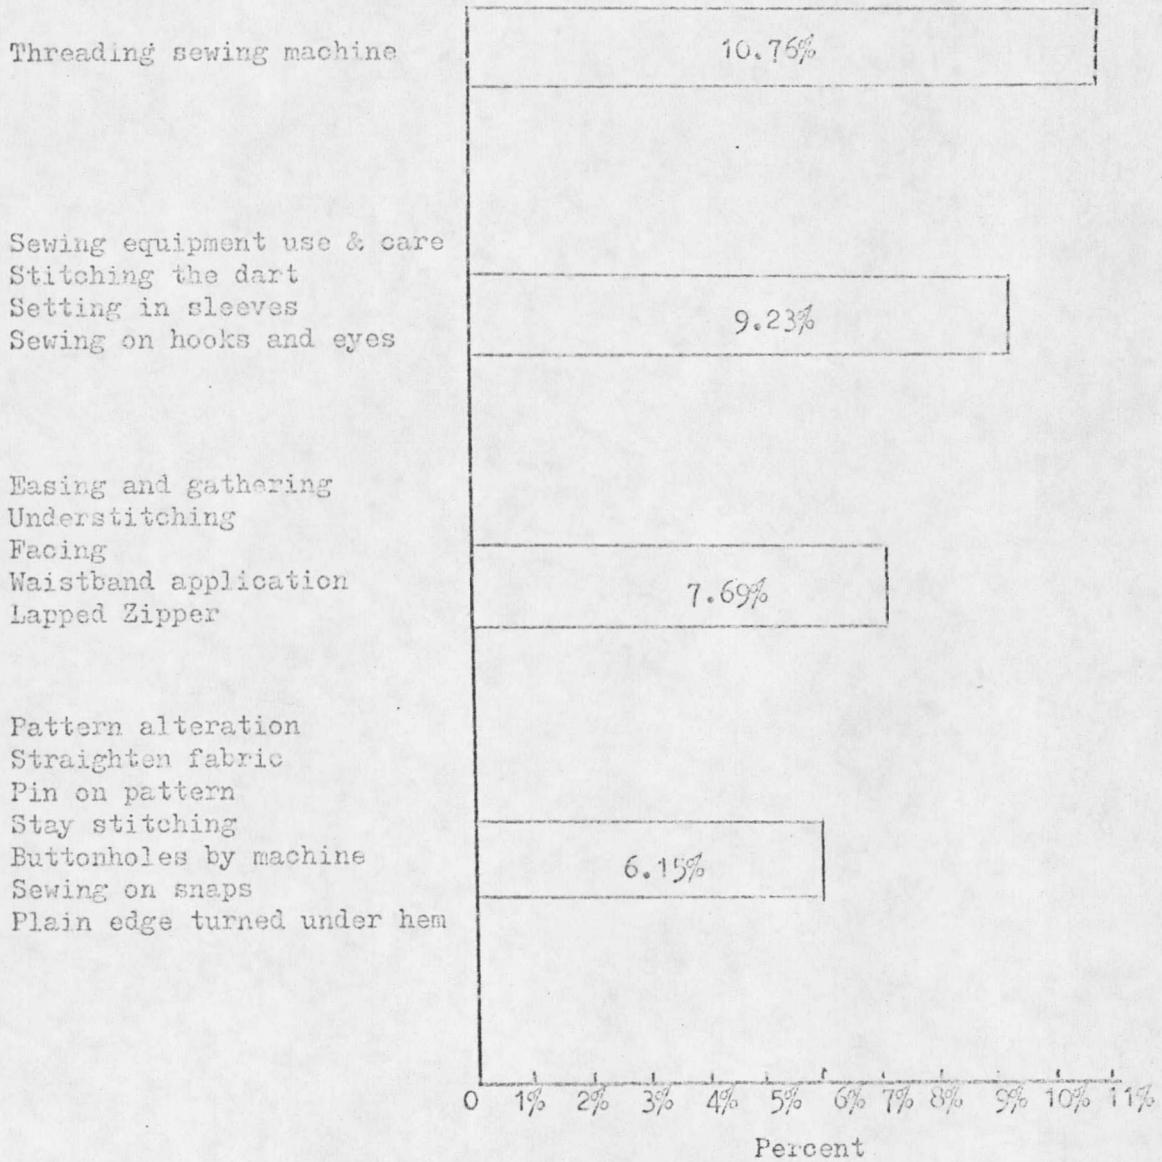 Threading sewing machine
10.76%
Sewing equipment use & care
Stitching the dart
Setting in sleeves
Sewing on hooks and eyes
9.23%
Easing and gathering
Understitching
Facing
Waistband application
Lapped Zipper
7.69%
Pattern alteration
Straighten fabric
Pin on pattern
Stay stitching
Buttonholes by machine
Sewing on snaps
Plain edge turned under hem
6.15%
0 1% 2% 3% 4% 5% 6% 7% 8% 9% 10% 11%
Percent